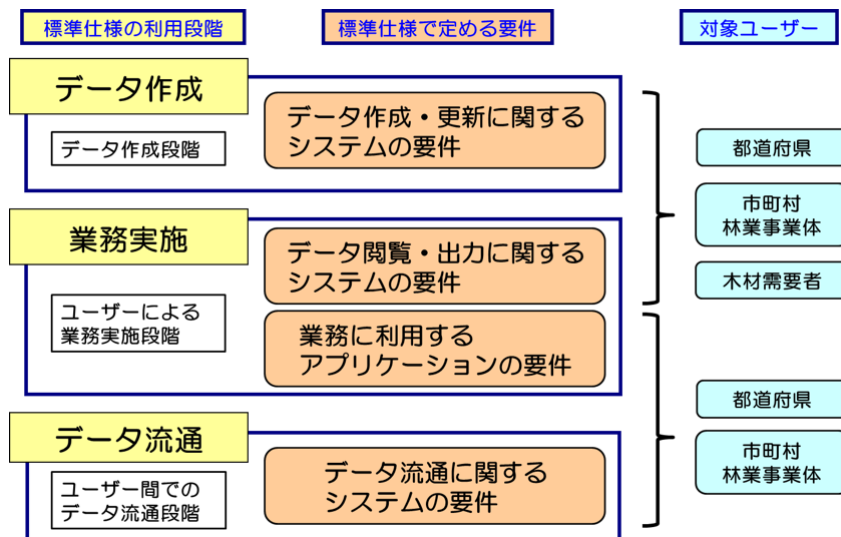 標準仕様の利用段階
標準仕様で定める要件
対象ユーザー
データ作成
データ作成段階
データ作成・更新に関する
システムの要件
業務実施
ユーザーによる
業務実施段階
データ閲覧・出力に関する
システムの要件
業務に利用する
アプリケーションの要件
データ流通
ユーザー間での
データ流通段階
データ流通に関する
システムの要件
都道府県
市町村
林業事業体
木材需要者
都道府県
市町村
林業事業体